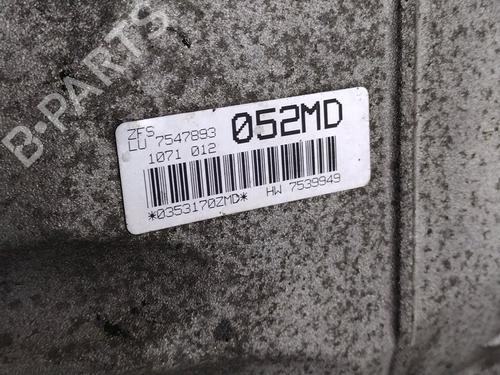 B-PARTS
ZFS
LU 7547893
052MD
1071 012
*0353170ZMD*
HW 7539949